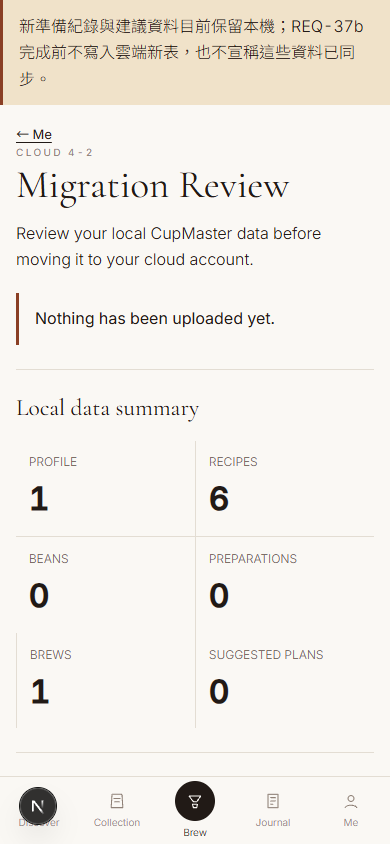 新準備紀錄與建議資料目前保留本機；REQ-37b
完成前不寫入雲端新表，也不宣稱這些資料已同
步。
← Me
CLOUD 4-2
Migration Review
Review your local CupMaster data before
moving it to your cloud account.
Nothing has been uploaded yet.
Local data summary
PROFILE
1
RECIPES
6
BEANS
0
PREPARATIONS
0
BREWS
1
SUGGESTED PLANS
0
N
Collection
Brew
Journal
Me